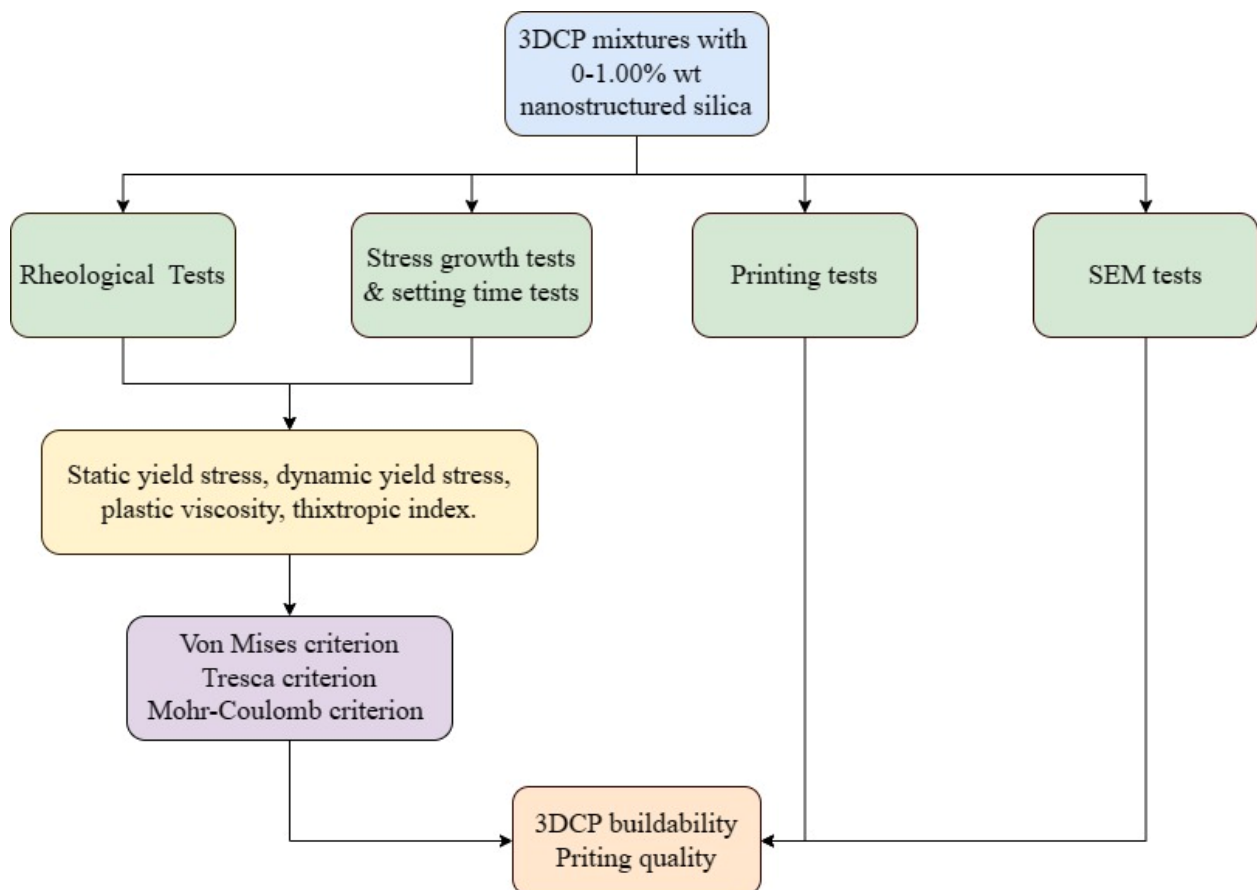 3DCP mixtures with
0-1.00% wt
nanostructured silica
Rheological Tests
Stress growth tests
& setting time tests
Printing tests
SEM tests
Static yield stress, dynamic yield stress,
plastic viscosity, thixtropic index.
Von Mises criterion
Tresca criterion
Mohr-Coulomb criterion
3DCP buildability
Priting quality